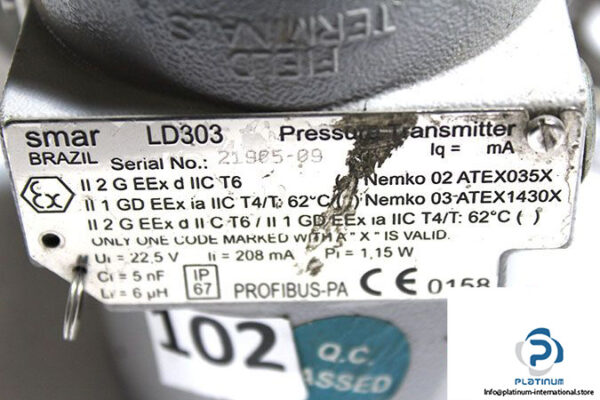 FIELD
TERMINALS
smar LD303 Pressure Transmitter
BRAZIL Serial No.: 21905-09 Iq = mA
Ex II 2 G EEx d IIC T6 ( ) Nemko 02 ATEX035X
II 1 GD EEx ia IIC T4/T: 62°C ( ) Nemko 03 ATEX1430X
II 2 G EEx d II C T6 / II 1 GD EEx ia IIC T4/T: 62°C ( )
ONLY ONE CODE MARKED WITH A "X" IS VALID.
Ui = 22,5 V Ii = 208 mA Pi = 1,15 W
Ci = 5 nF IP
Li = 6 µH 67 PROFIBUS-PA CE 0158
102
Q.C.
PASSED
PLATINUM
Info@platinum-international.store